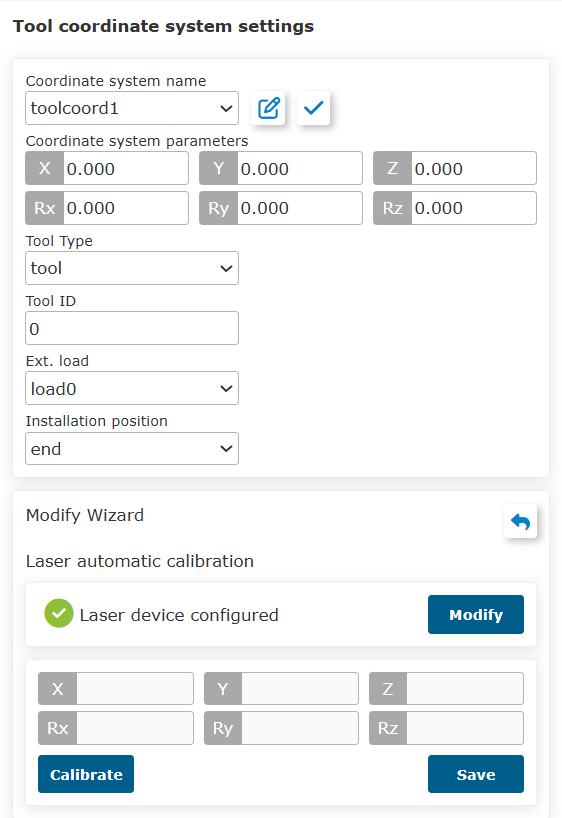 Tool coordinate system settings
Coordinate system name
toolcoord1
Coordinate system parameters
X 0.000 Y 0.000 Z 0.000
Rx 0.000 Ry 0.000 Rz 0.000
Tool Type
tool
Tool ID
0
Ext. load
load0
Installation position
end
Modify Wizard
Laser automatic calibration
Laser device configured Modify
X Y Z
Rx Ry Rz
Calibrate Save